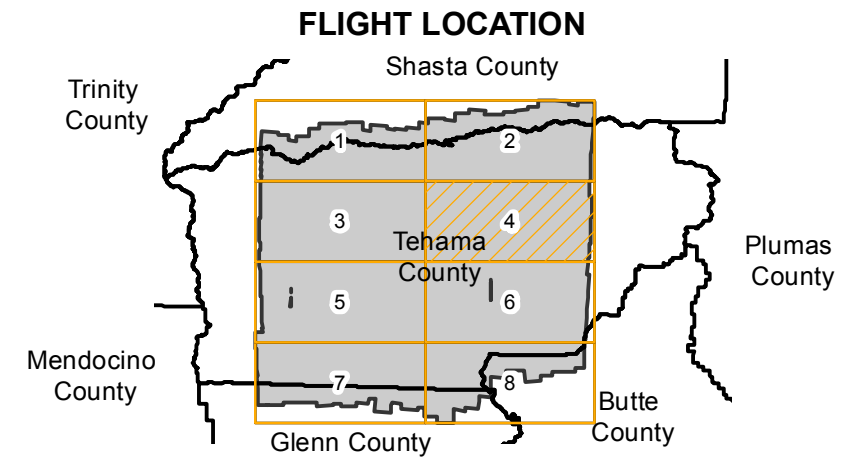 FLIGHT LOCATION
Shasta County
Trinity
County
1
2
3
4
Tehama
County
Plumas
County
5
6
Mendocino
County
7
8
Butte
County
Glenn County